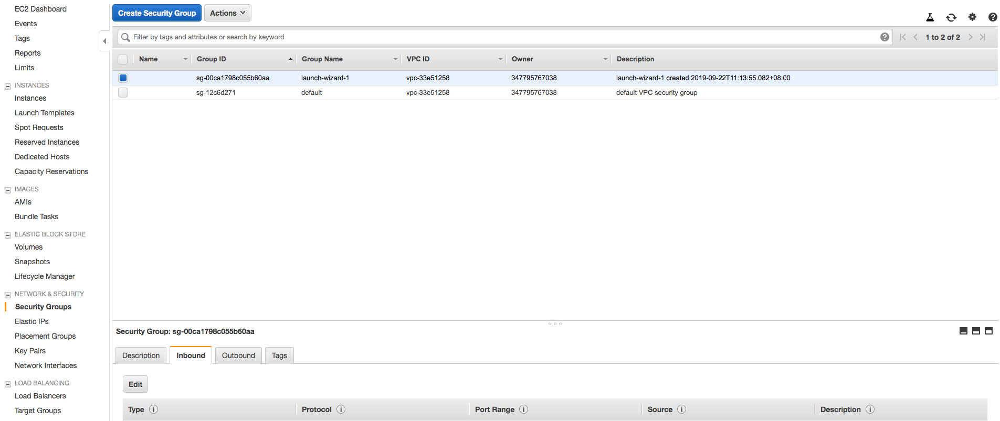 EC2 Dashboard
Events
Tags
Reports
Limits
INSTANCES
Instances
Launch Templates
Spot Requests
Reserved Instances
Dedicated Hosts
Capacity Reservations
IMAGES
AMIs
Bundle Tasks
ELASTIC BLOCK STORE
Volumes
Snapshots
Lifecycle Manager
NETWORK & SECURITY
Security Groups
Elastic IPs
Placement Groups
Key Pairs
Network Interfaces
LOAD BALANCING
Load Balancers
Target Groups
Create Security Group Actions
Filter by tags and attributes or search by keyword 1 to 2 of 2
Name Group ID Group Name VPC ID Owner Description
sg-00ca1798c055b60aa launch-wizard-1 vpc-33e51258 347795767038 launch-wizard-1 created 2019-09-22T11:13:55.082+08:00
sg-12c6d271 default vpc-33e51258 347795767038 default VPC security group
Security Group: sg-00ca1798c055b60aa
Description Inbound Outbound Tags
Edit
Type Protocol Port Range Source Description